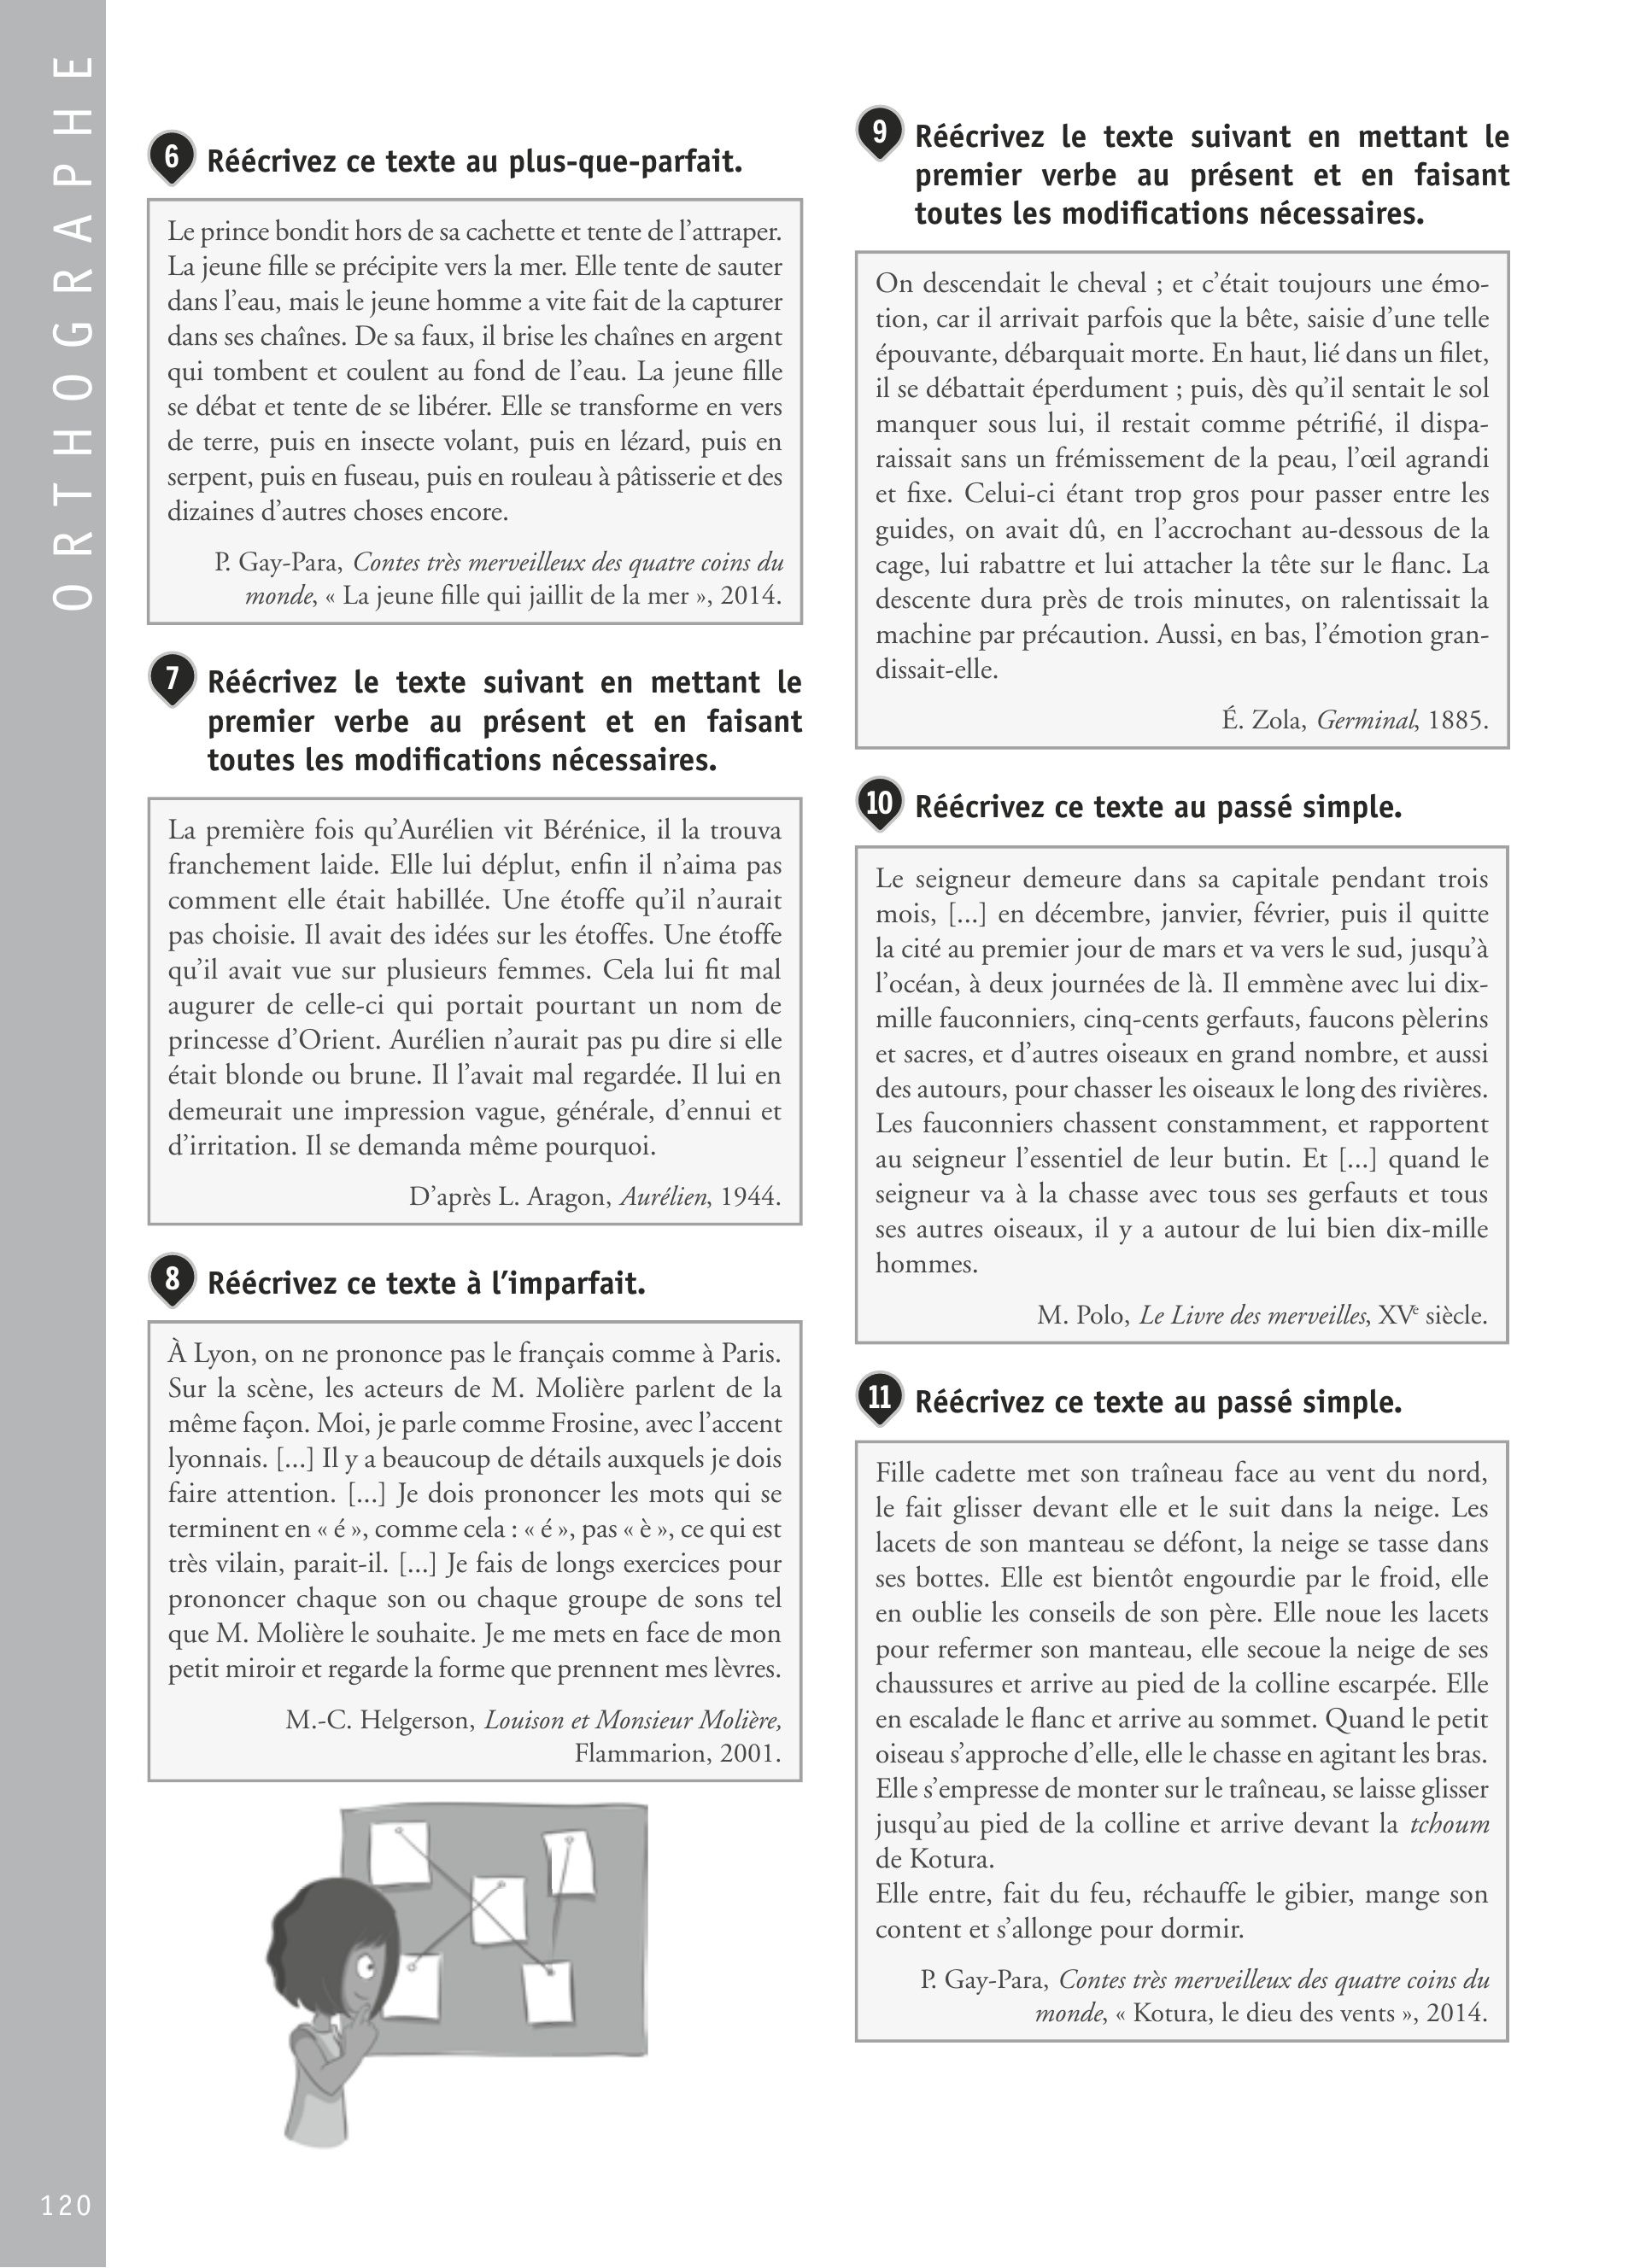 ORTHOGRAPHE
6 Réécrivez ce texte au plus-que-parfait.
Le prince bondit hors de sa cachette et tente de l'attraper.
La jeune fille se précipite vers la mer. Elle tente de sauter
dans l'eau, mais le jeune homme a vite fait de la capturer
dans ses chaînes. De sa faux, il brise les chaînes en argent
qui tombent et coulent au fond de l'eau. La jeune fille
se débat et tente de se libérer. Elle se transforme en vers
de terre, puis en insecte volant, puis en lézard, puis en
serpent, puis en fuseau, puis en rouleau à pâtisserie et des
dizaines d'autres choses encore.
P. Gay-Para, Contes très merveilleux des quatre coins du
monde, « La jeune fille qui jaillit de la mer », 2014.
7 Réécrivez le texte suivant en mettant le
premier verbe au présent et en faisant
toutes les modifications nécessaires.
La première fois qu'Aurélien vit Bérénice, il la trouva
franchement laide. Elle lui déplut, enfin il n'aima pas
comment elle était habillée. Une étoffe qu'il n'aurait
pas choisie. Il avait des idées sur les étoffes. Une étoffe
qu'il avait vue sur plusieurs femmes. Cela lui fit mal
augurer de celle-ci qui portait pourtant un nom de
princesse d'Orient. Aurélien n'aurait pas pu dire si elle
était blonde ou brune. Il l'avait mal regardée. Il lui en
demeurait une impression vague, générale, d'ennui et
d'irritation. Il se demanda même pourquoi.
D'après L. Aragon, Aurélien, 1944.
8 Réécrivez ce texte à l'imparfait.
À Lyon, on ne prononce pas le français comme à Paris.
Sur la scène, les acteurs de M. Molière parlent de la
même façon. Moi, je parle comme Frosine, avec l'accent
lyonnais. [...] Il y a beaucoup de détails auxquels je dois
faire attention. [...] Je dois prononcer les mots qui se
terminent en « é », comme cela : « é », pas « è », ce qui est
très vilain, parait-il. [...] Je fais de longs exercices pour
prononcer chaque son ou chaque groupe de sons tel
que M. Molière le souhaite. Je me mets en face de mon
petit miroir et regarde la forme que prennent mes lèvres.
M.-C. Helgerson, Louison et Monsieur Molière,
Flammarion, 2001.
9 Réécrivez le texte suivant en mettant le
premier verbe au présent et en faisant
toutes les modifications nécessaires.
On descendait le cheval ; et c'était toujours une émo-
tion, car il arrivait parfois que la bête, saisie d'une telle
épouvante, débarquait morte. En haut, lié dans un filet,
il se débattait éperdument ; puis, dès qu'il sentait le sol
manquer sous lui, il restait comme pétrifié, il dispa-
raissait sans un frémissement de la peau, l'œil agrandi
et fixe. Celui-ci étant trop gros pour passer entre les
guides, on avait dû, en l'accrochant au-dessous de la
cage, lui rabattre et lui attacher la tête sur le flanc. La
descente dura près de trois minutes, on ralentissait la
machine par précaution. Aussi, en bas, l'émotion gran-
dissait-elle.
É. Zola, Germinal, 1885.
10 Réécrivez ce texte au passé simple.
Le seigneur demeure dans sa capitale pendant trois
mois, [...] en décembre, janvier, février, puis il quitte
la cité au premier jour de mars et va vers le sud, jusqu'à
l'océan, à deux journées de là. Il emmène avec lui dix-
mille fauconniers, cinq-cents gerfauts, faucons pèlerins
et sacres, et d'autres oiseaux en grand nombre, et aussi
des autours, pour chasser les oiseaux le long des rivières.
Les fauconniers chassent constamment, et rapportent
au seigneur l'essentiel de leur butin. Et [...] quand le
seigneur va à la chasse avec tous ses gerfauts et tous
ses autres oiseaux, il y a autour de lui bien dix-mille
hommes.
M. Polo, Le Livre des merveilles, XVe siècle.
11 Réécrivez ce texte au passé simple.
Fille cadette met son traîneau face au vent du nord,
le fait glisser devant elle et le suit dans la neige. Les
lacets de son manteau se défont, la neige se tasse dans
ses bottes. Elle est bientôt engourdie par le froid, elle
en oublie les conseils de son père. Elle noue les lacets
pour refermer son manteau, elle secoue la neige de ses
chaussures et arrive au pied de la colline escarpée. Elle
en escalade le flanc et arrive au sommet. Quand le petit
oiseau s'approche d'elle, elle le chasse en agitant les bras.
Elle s'empresse de monter sur le traîneau, se laisse glisser
jusqu'au pied de la colline et arrive devant la tchoum
de Kotura.
Elle entre, fait du feu, réchauffe le gibier, mange son
content et s'allonge pour dormir.
P. Gay-Para, Contes très merveilleux des quatre coins du
monde, « Kotura, le dieu des vents », 2014.
120